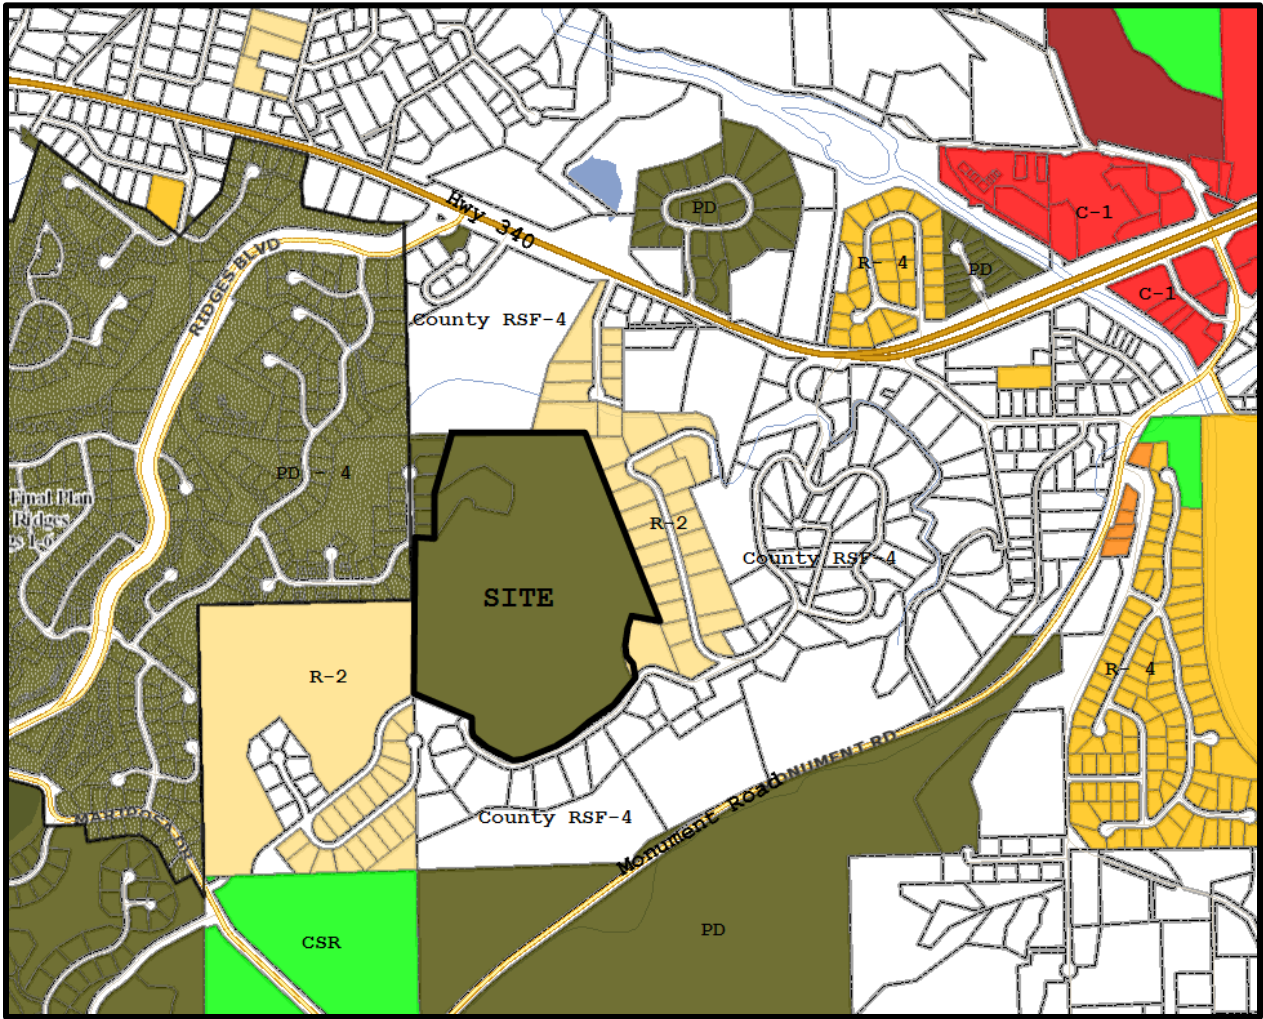 PD
C-1
Hwy 340
RIDGES BLVD
R- 4
PD
C-1
County RSF-4
PD - 4
Final Plan
Ridges
R-2
County RSF-4
SITE
R-2
R- 4
MONUMENT RD
Monument Road
County RSF-4
MARIPOSA DR
PD
CSR